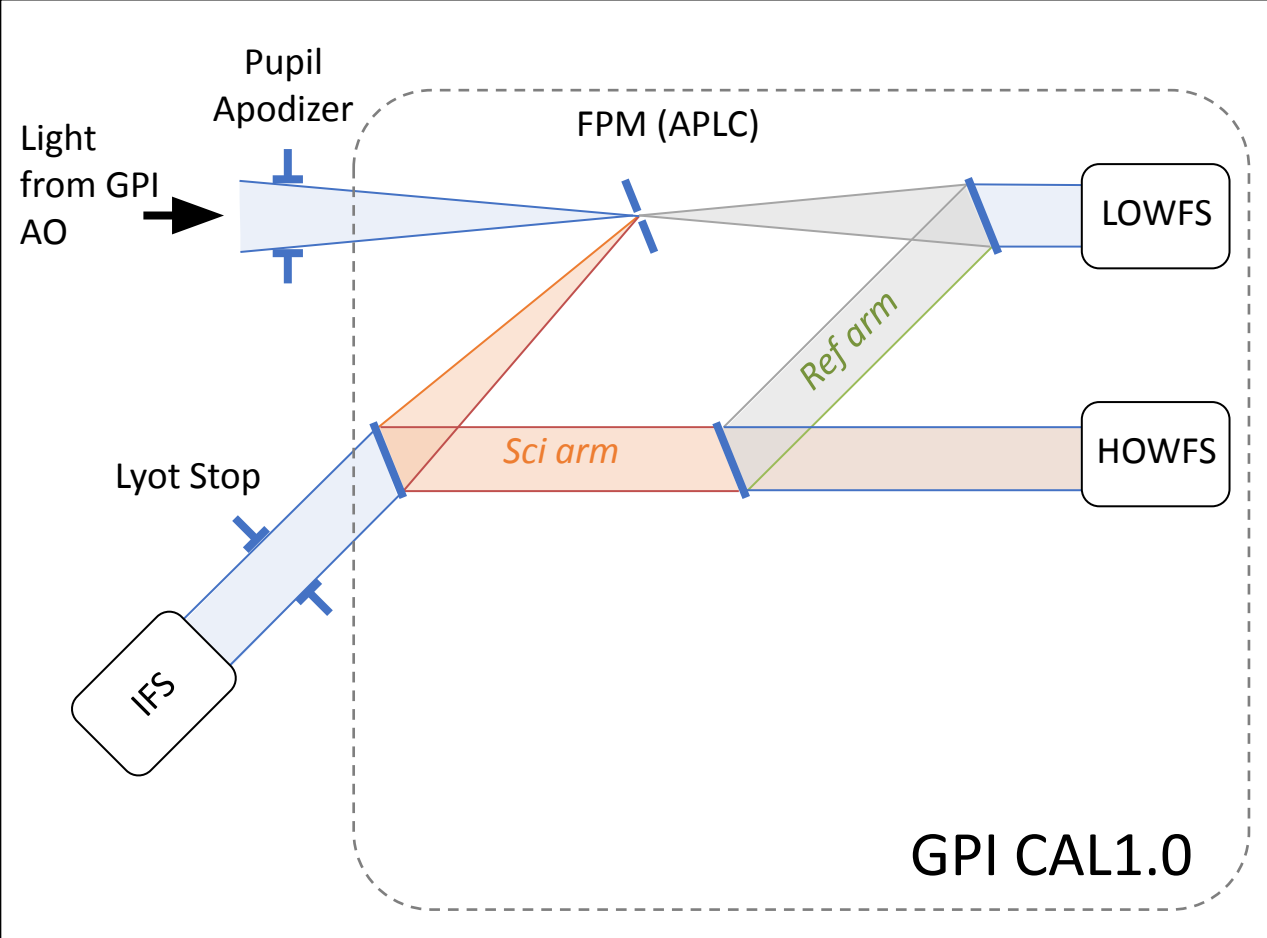 Pupil
Apodizer
Light
from GPI
AO
FPM (APLC)
LOWFS
Ref arm
Sci arm
HOWFS
Lyot Stop
IFS
GPI CAL1.0